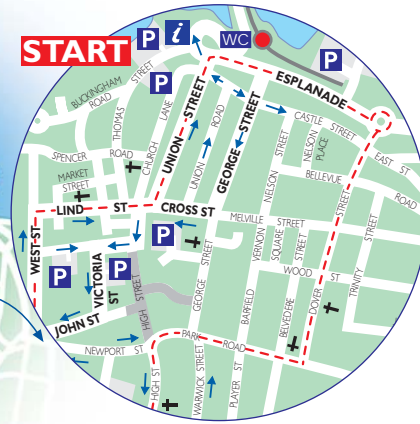 START
P
i
WC
P
ESPLANADE
BUCKINGHAM
ROAD
THOMAS
STREET
P
CHURCH
LANE
UNION
STREET
UNION
ROAD
GEORGE
STREET
CASTLE
STREET
NELSON
PLACE
NELSON
STREET
EAST ST
ROAD
BELLEVUE
SPENCER
ROAD
MARKET
STREET
LIND
ST
CROSS ST
MELVILLE
STREET
WEST ST
P
P
P
VICTORIA
ST
HIGH
STREET
GEORGE
STREET
VERNON
SQUARE
STREET
WOOD
ST
DOVER
STREET
TRINITY
STREET
BARFIELD
BELVEDERE
JOHN ST
NEWPORT
ST
PARK
ROAD
HIGH ST
WARWICK
STREET
PLAYER
ST